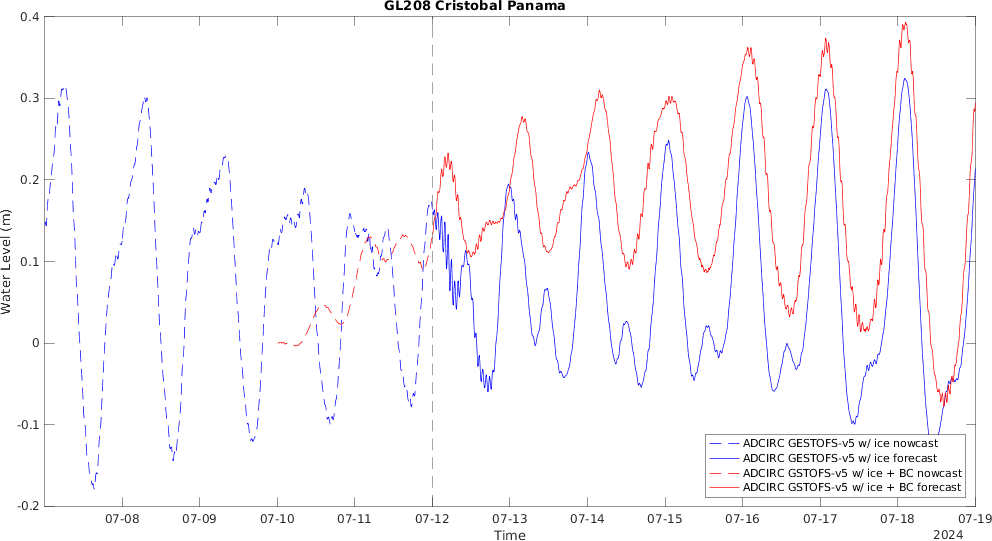 GL208 Cristobal Panama
Water Level (m)
0.4
0.3
0.2
0.1
0
-0.1
-0.2
ADCIRC GESTOFS-v5 w/ ice nowcast
ADCIRC GESTOFS-v5 w/ ice forecast
ADCIRC GSTOFS-v5 w/ ice + BC nowcast
ADCIRC GSTOFS-v5 w/ ice + BC forecast
07-08 07-09 07-10 07-11 07-12 07-13 07-14 07-15 07-16 07-17 07-18 07-19
Time
2024